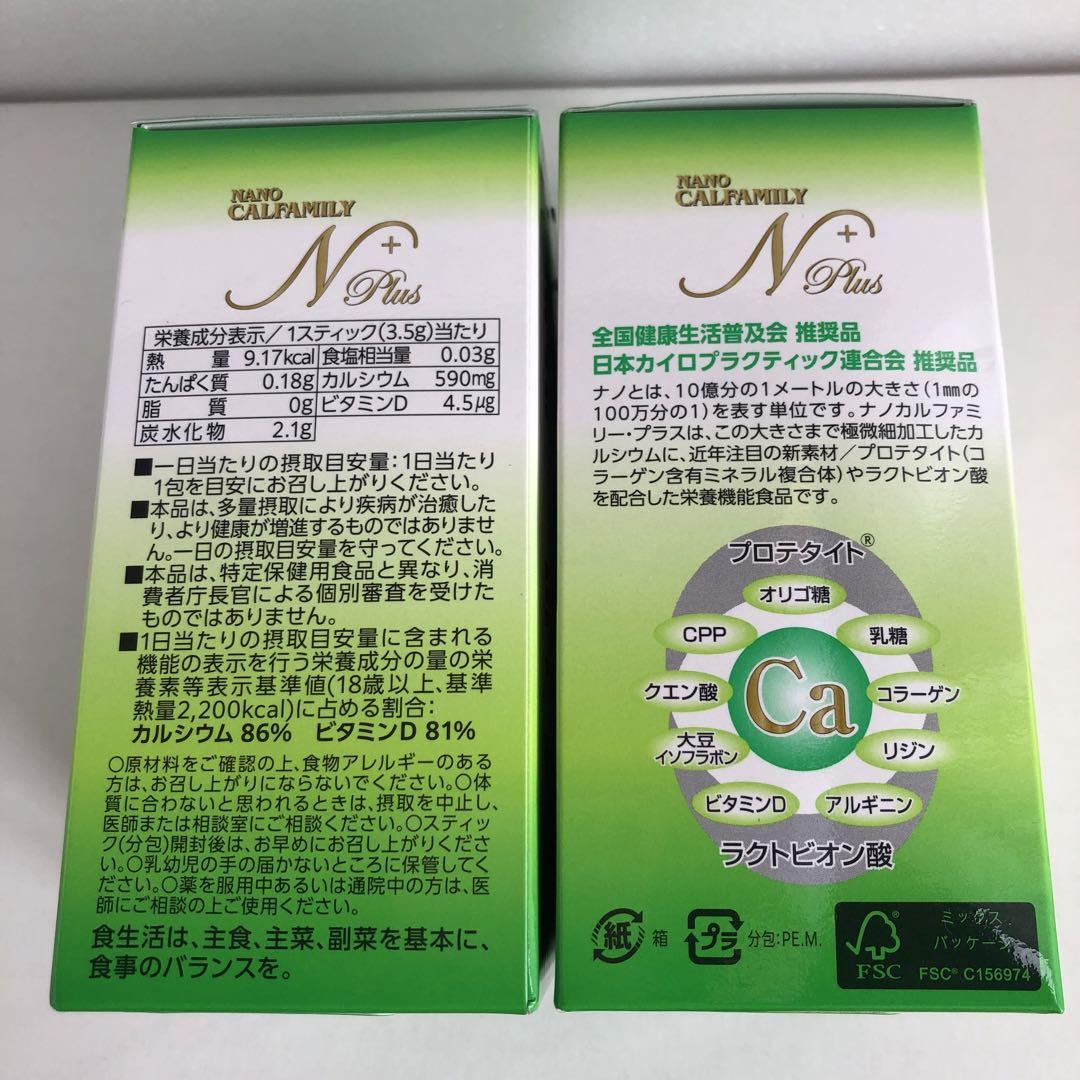 NANO
CALFAMILY
N+
Plus
栄養成分表示/1スティック(3.5g)当たり
熱量 9.17kcal 食塩相当量 0.03g
たんぱく質 0.18g カルシウム 590mg
脂質 0g ビタミンD 4.5μg
炭水化物 2.1g
■一日当たりの摂取目安量:1日当たり
1包を目安にお召し上がりください。
■本品は、多量摂取により疾病が治癒した
り、より健康が増進するものではありませ
ん。一日の摂取目安量を守ってください。
■本品は、特定保健用食品と異なり、消
費者庁長官による個別審査を受けた
ものではありません。
■1日当たりの摂取目安量に含まれる
機能の表示を行う栄養成分の量の栄
養素等表示基準値(18歳以上、基準
熱量2,200kcal)に占める割合:
カルシウム 86% ビタミンD 81%
○原材料をご確認の上、食物アレルギーのある
方は、お召し上がりにならないでください。○体
質に合わないと思われるときは、摂取を中止し、
医師または相談室にご相談ください。○スティッ
ク(分包)開封後は、お早めにお召し上がりくださ
い。○乳幼児の手の届かないところに保管してく
ださい。○薬を服用中あるいは通院中の方は、医
師にご相談の上ご使用ください。
食生活は、主食、主菜、副菜を基本に、
食事のバランスを。
NANO
CALFAMILY
N+
Plus
全国健康生活普及会 推奨品
日本カイロプラクティック連合会 推奨品
ナノとは、10億分の1メートルの大きさ(1mmの
100万分の1)を表す単位です。ナノカルファミ
リー・プラスは、この大きさまで極微細加工したカ
ルシウムに、近年注目の新素材/プロテタイト(コ
ラーゲン含有ミネラル複合体)やラクトビオン酸
を配合した栄養機能食品です。
プロテタイト®
オリゴ糖
CPP
乳糖
クエン酸
Ca
コラーゲン
大豆
イソフラボン
リジン
ビタミンD
アルギニン
ラクトビオン酸
紙 箱
プラ 分包:PE.M.
FSC
ミックス
パッケージ
FSC® C156974